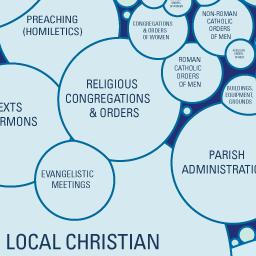 PREACHING
(HOMILETICS)
CONGREGATIONS
& ORDERS
OF WOMEN
NON-ROMAN
CATHOLIC
ORDERS
OF MEN
ROMAN
CATHOLIC
ORDERS
OF MEN
RELIGIOUS
CONGREGATIONS
& ORDERS
BUILDINGS,
EQUIPMENT,
GROUNDS
EXTS
RMONS
PARISH
ADMINISTRATI
EVANGELISTIC
MEETINGS
LOCAL CHRISTIAN